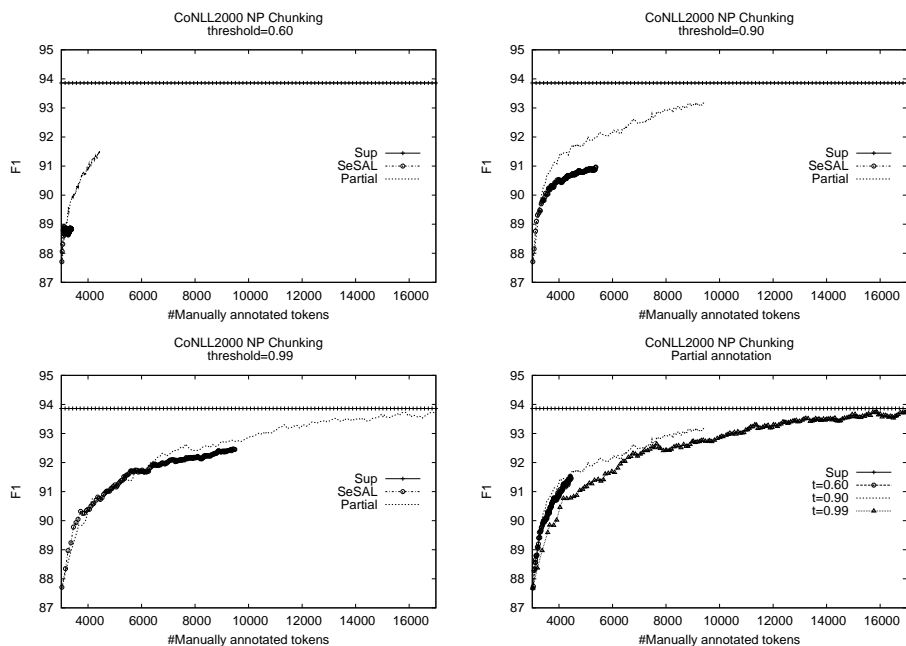 CoNLL2000 NP Chunking
threshold=0.60
95
94
93
92
91
90
89
88
87
F1
Sup
SeSAL
Partial
4000 6000 8000 10000 12000 14000 16000
#Manually annotated tokens
CoNLL2000 NP Chunking
threshold=0.90
95
94
93
92
91
90
89
88
87
F1
Sup
SeSAL
Partial
4000 6000 8000 10000 12000 14000 16000
#Manually annotated tokens
CoNLL2000 NP Chunking
threshold=0.99
95
94
93
92
91
90
89
88
87
F1
Sup
SeSAL
Partial
4000 6000 8000 10000 12000 14000 16000
#Manually annotated tokens
CoNLL2000 NP Chunking
Partial annotation
95
94
93
92
91
90
89
88
87
F1
Sup
t=0.60
t=0.90
t=0.99
4000 6000 8000 10000 12000 14000 16000
#Manually annotated tokens